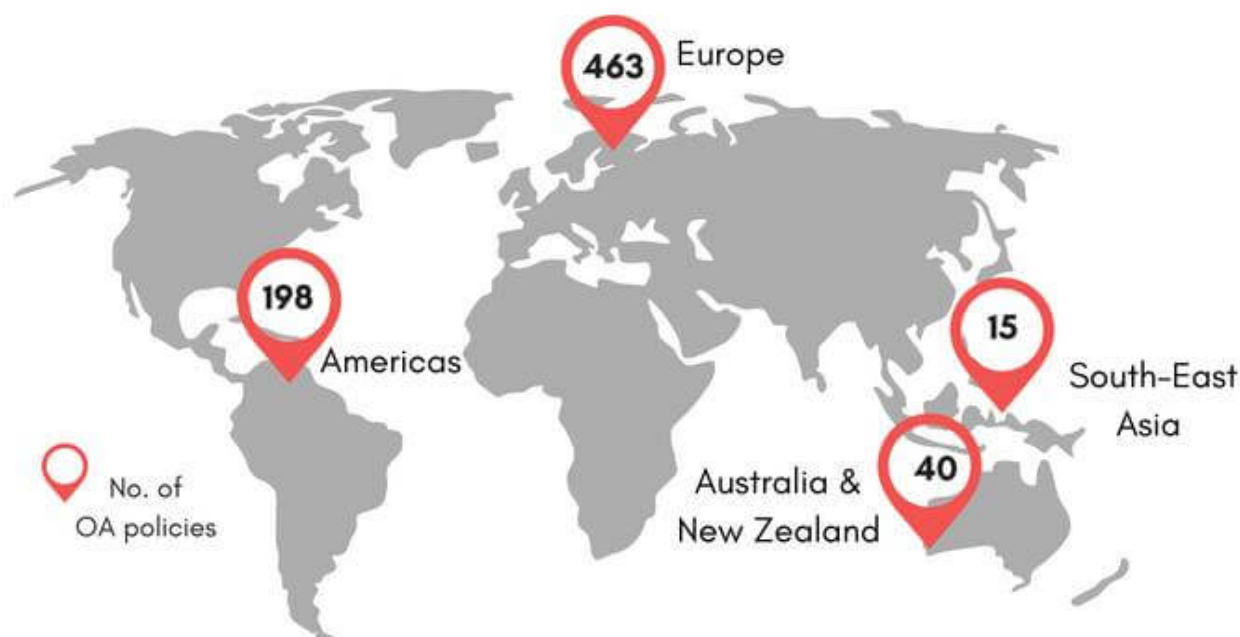 463
Europe
198
Americas
15
South-East
Asia
40
Australia &
New Zealand
No. of
OA policies